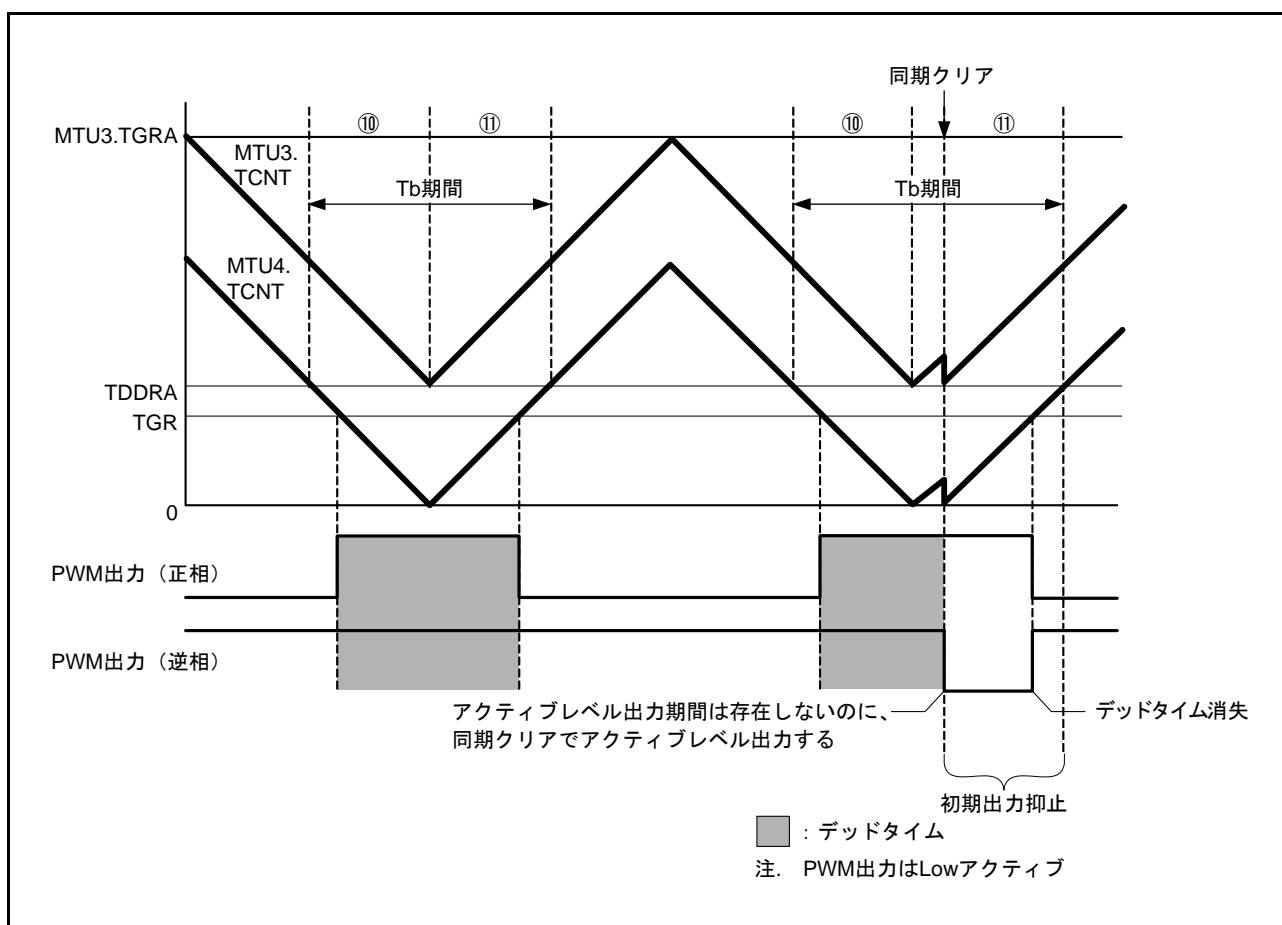 同期クリア
⑩ ⑪ ⑩ ⑪
MTU3.TGRA
MTU3.
TCNT
Tb期間 Tb期間
MTU4.
TCNT
TDDRA
TGR
0
PWM出力（正相）
PWM出力（逆相）
アクティブレベル出力期間は存在しないのに、
同期クリアでアクティブレベル出力する
デッドタイム消失
初期出力抑止
：デッドタイム
注. PWM出力はLowアクティブ